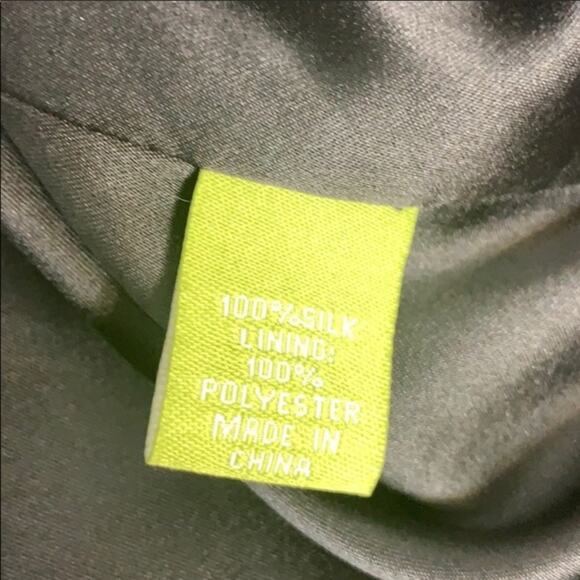 100%SILK
LINING:
100%
POLYESTER
MADE IN
CHINA